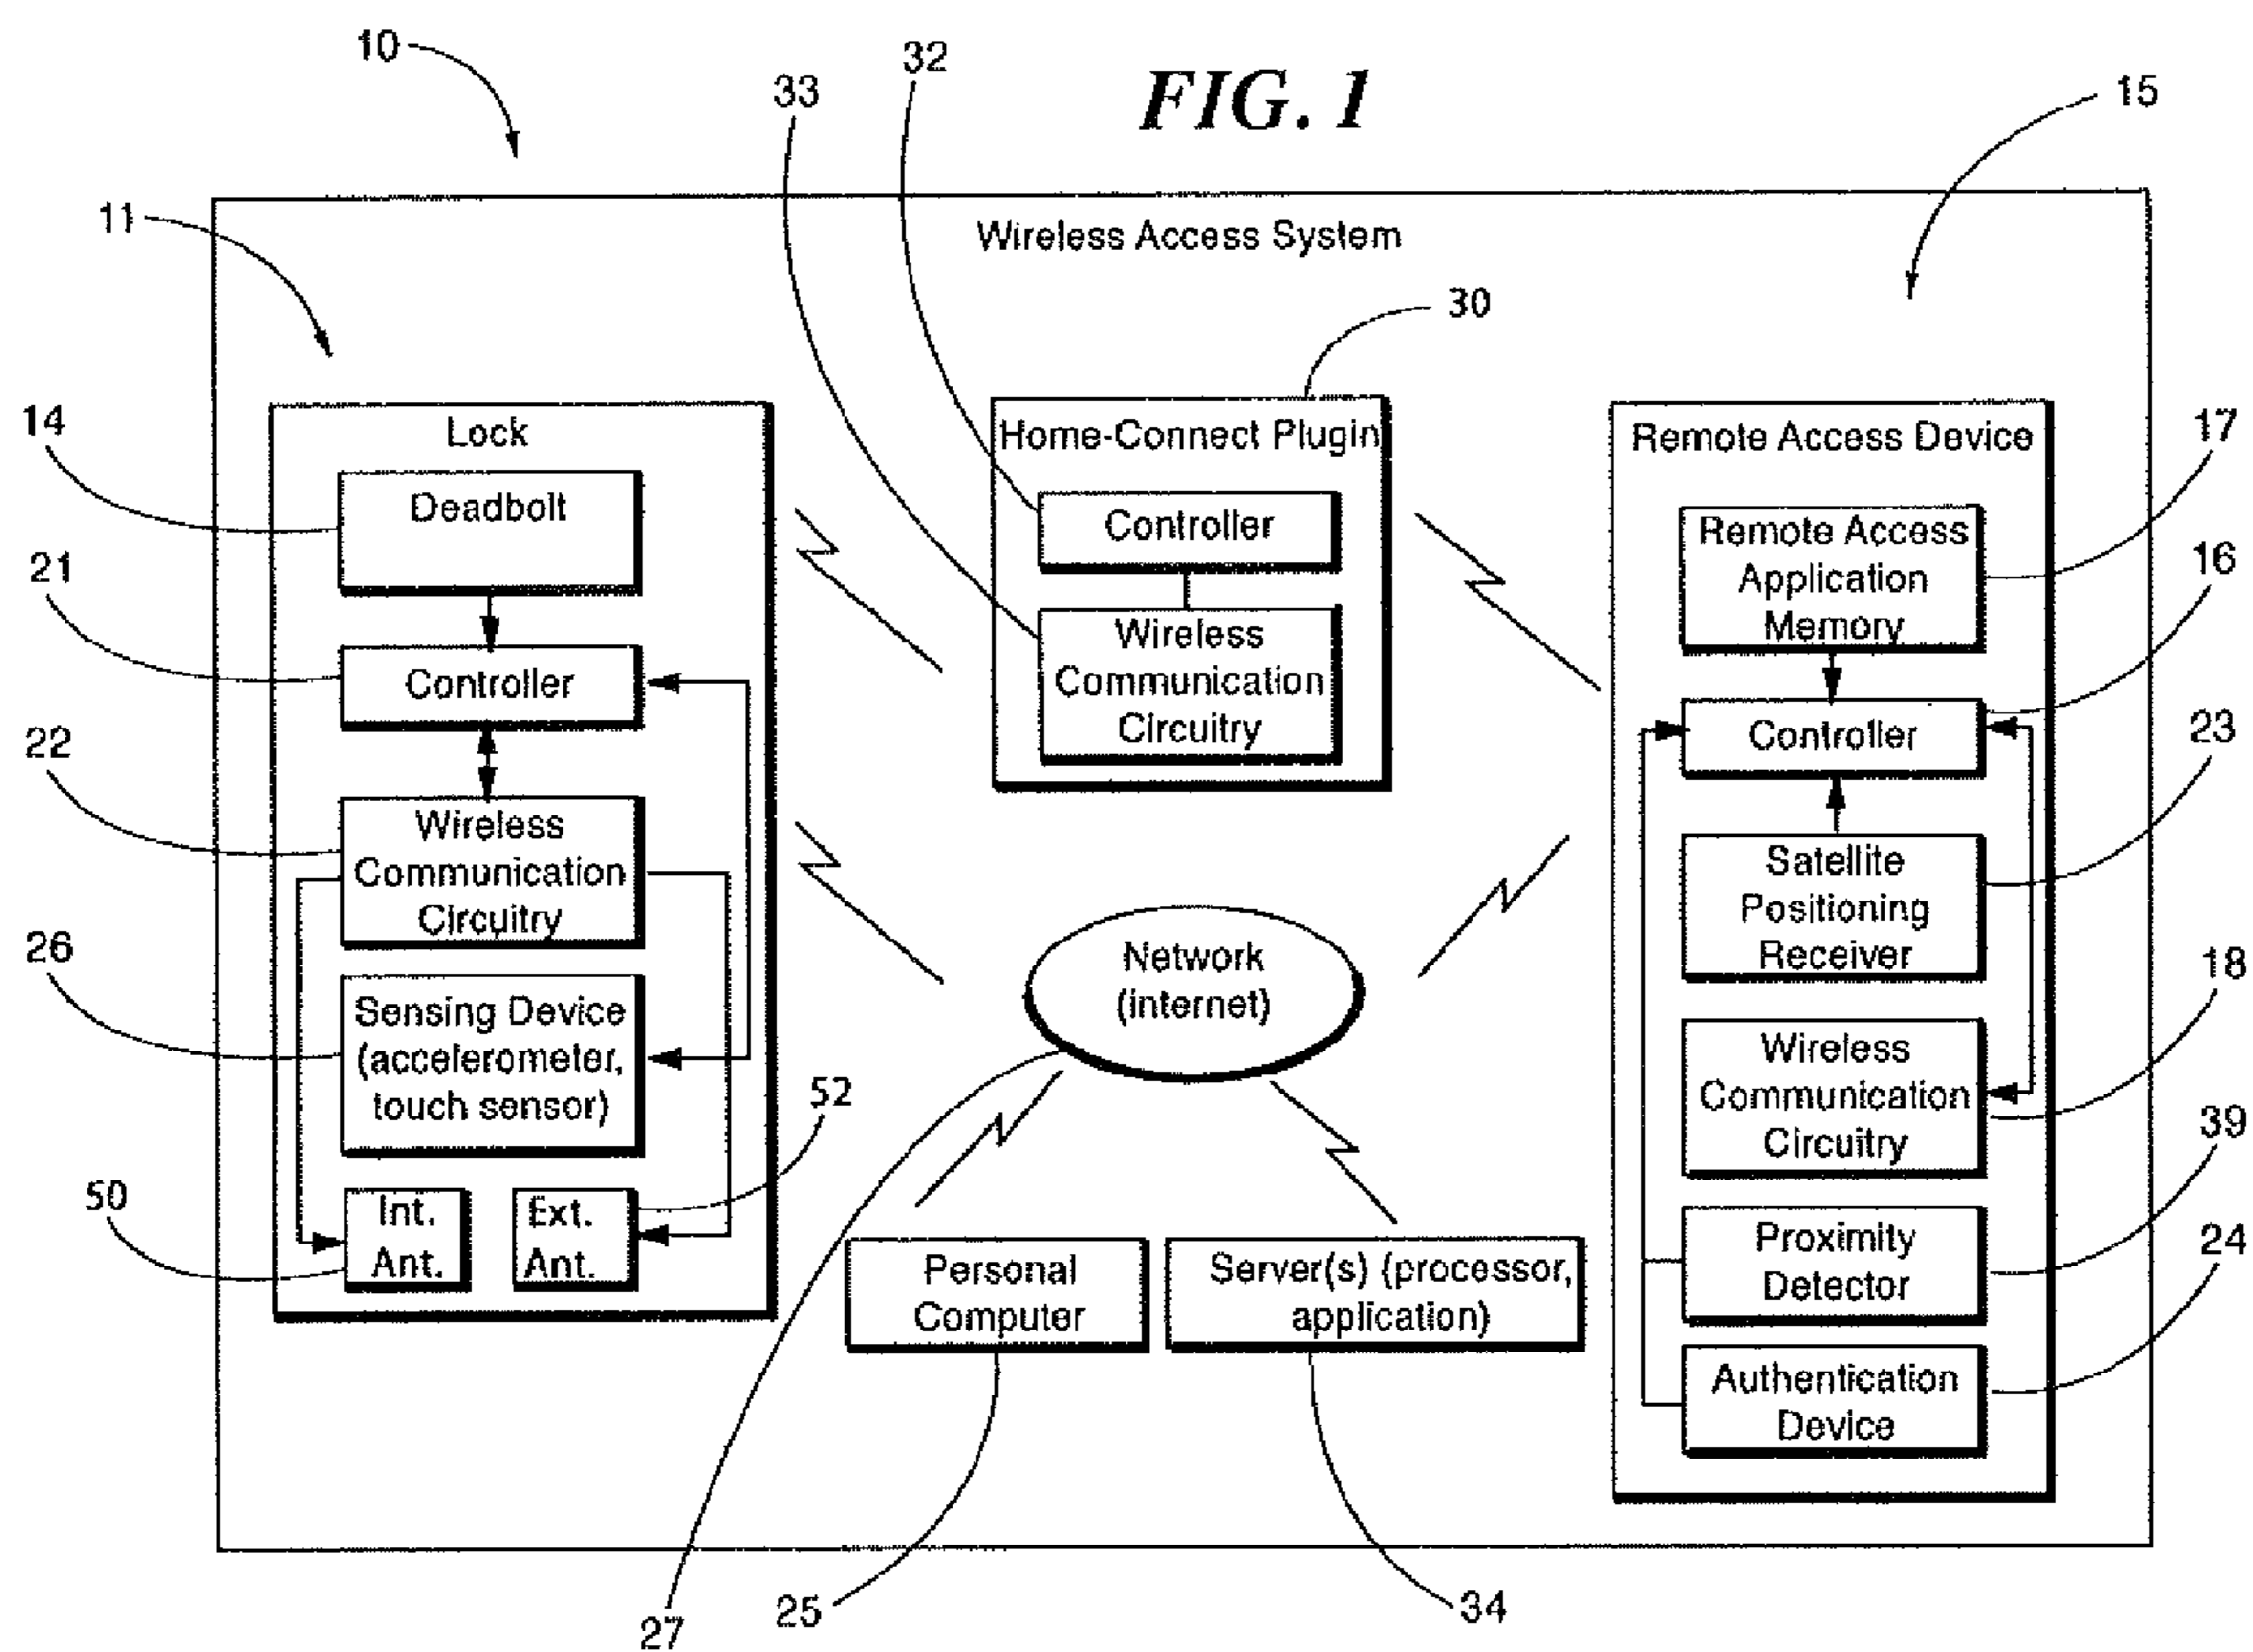 FIG. 1
10
33
32
15
11
Wireless Access System
30
14
Lock
Deadbolt
21
Controller
22
Wireless
Communication
Circuitry
26
Sensing Device
(accelerometer,
touch sensor)
52
50
Int.
Ant.
Ext.
Ant.
Home-Connect Plugin
Controller
Wireless
Communication
Circuitry
Network
(internet)
Personal
Computer
Server(s) (processor,
application)
27
25
34
Remote Access Device
17
Remote Access
Application
Memory
16
Controller
23
Satellite
Positioning
Receiver
18
Wireless
Communication
Circuitry
39
Proximity
Detector
24
Authentication
Device